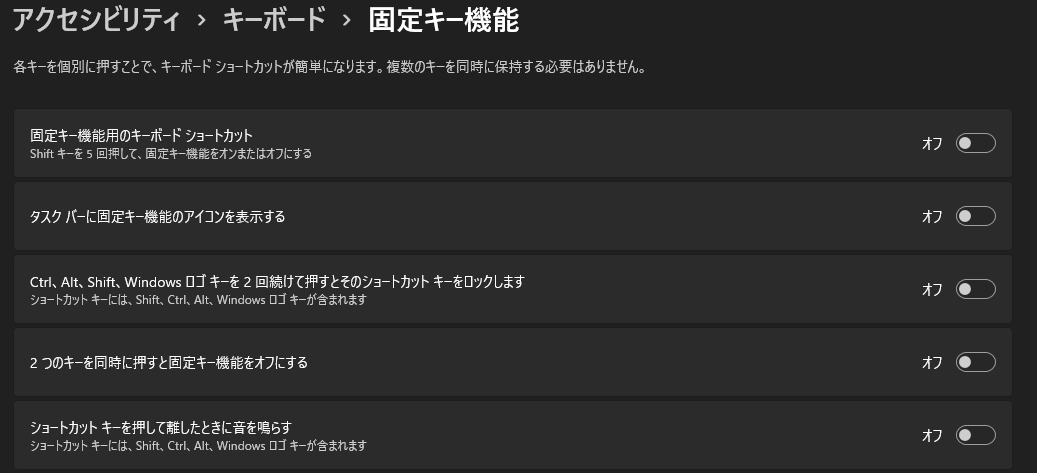 アクセシビリティ › キーボード › 固定キー機能
各キーを個別に押すことで、キーボード ショートカットが簡単になります。複数のキーを同時に保持する必要はありません。
固定キー機能用のキーボード ショートカット
Shift キーを 5 回押して、固定キー機能をオンまたはオフにする
オフ
タスク バーに固定キー機能のアイコンを表示する
オフ
Ctrl、Alt、Shift、Windows ロゴ キーを 2 回続けて押すとそのショートカット キーをロックします
ショートカット キーには、Shift、Ctrl、Alt、Windows ロゴ キーが含まれます
オフ
2 つのキーを同時に押すと固定キー機能をオフにする
オフ
ショートカット キーを押して離したときに音を鳴らす
ショートカット キーには、Shift、Ctrl、Alt、Windows ロゴ キーが含まれます
オフ